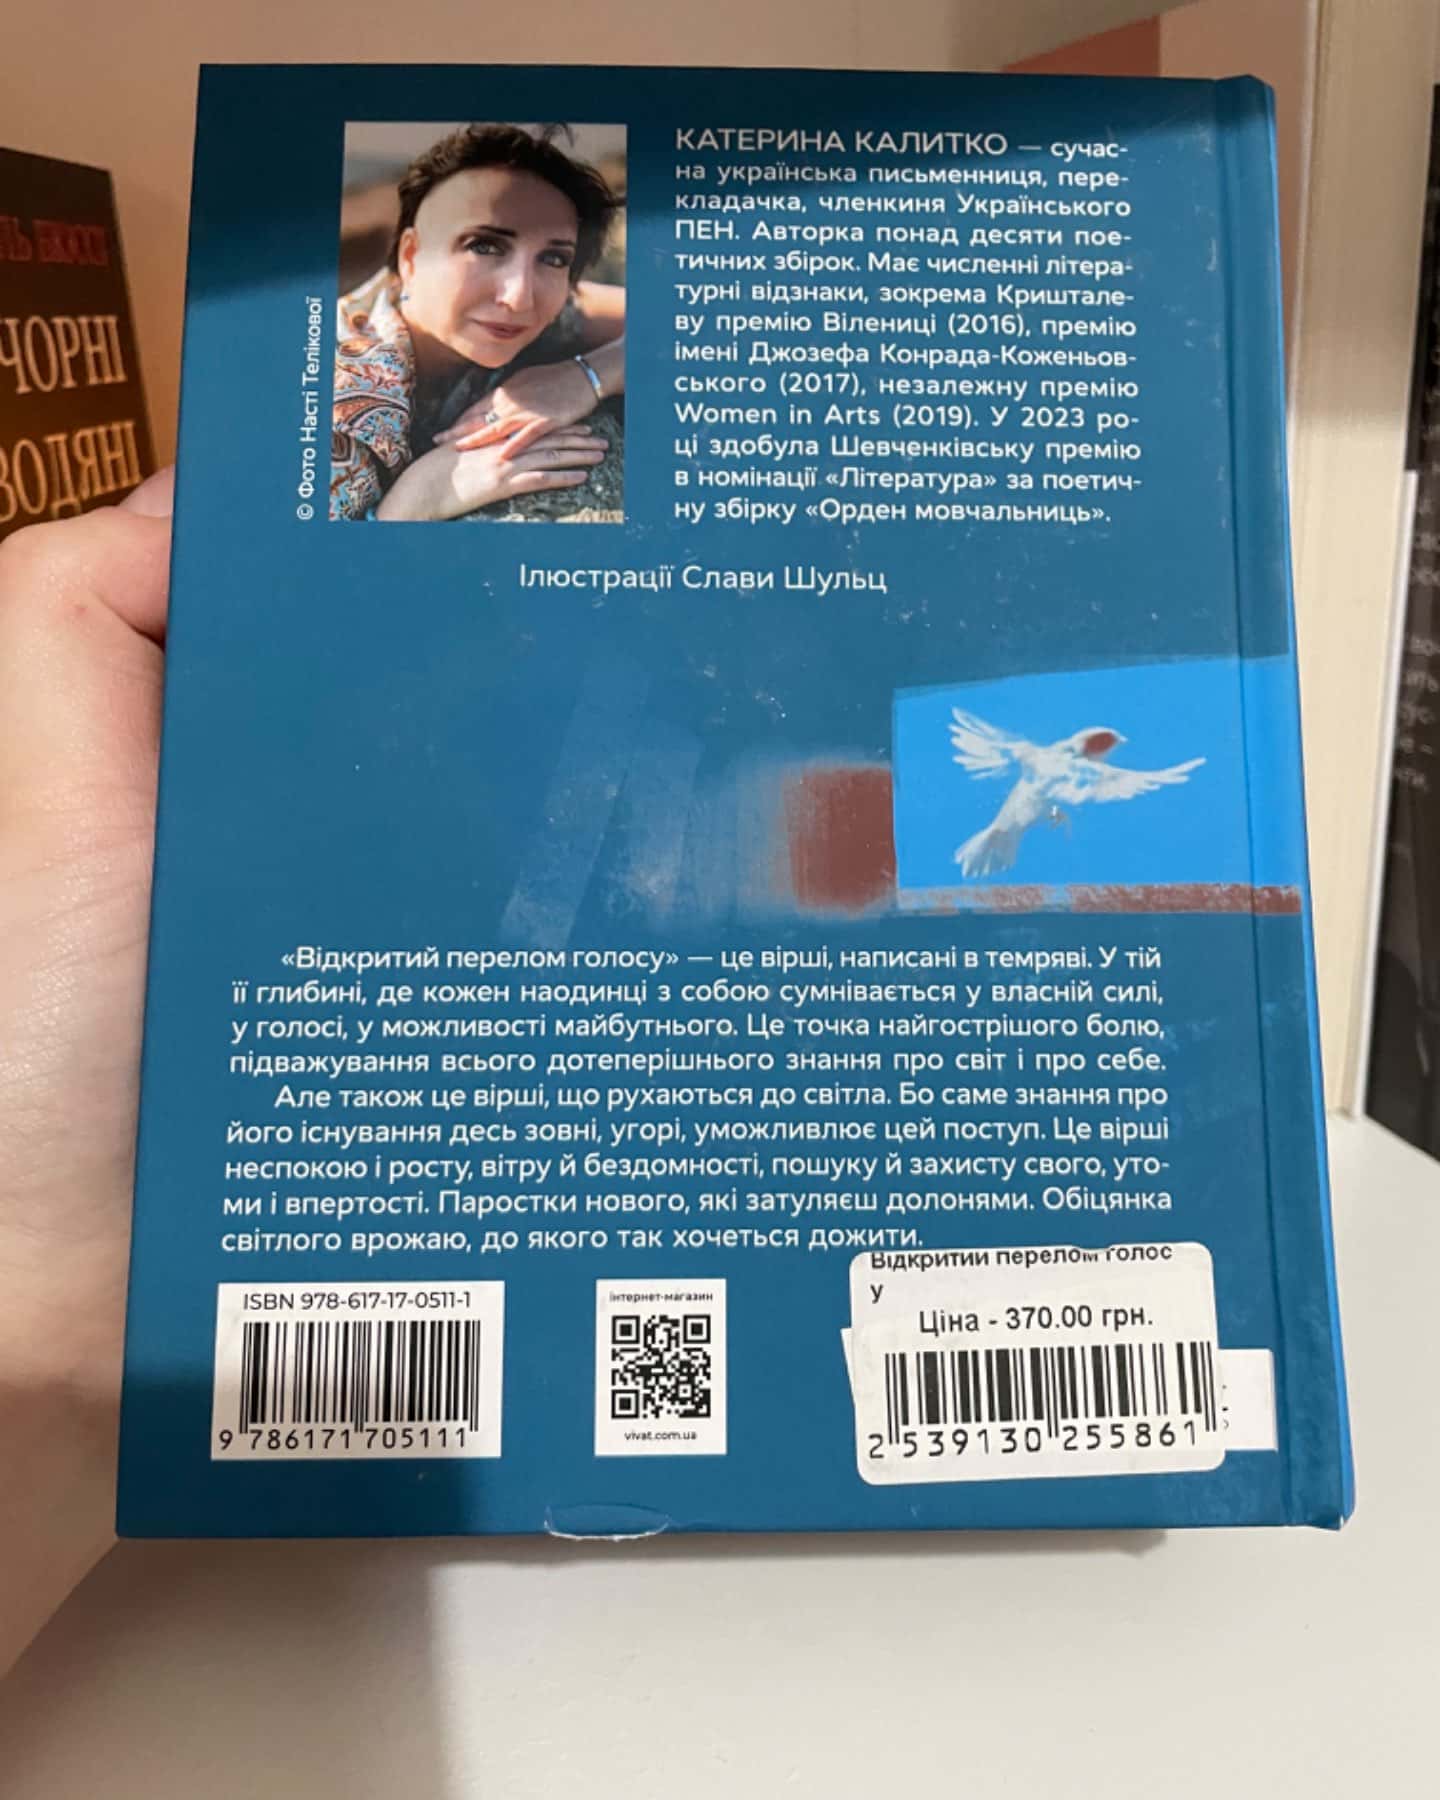 ЧОРНІ
ВОДЯНІ
© Фото Насті Телікової
КАТЕРИНА КАЛИТКО — сучас-
на українська письменниця, пере-
кладачка, членкиня Українського
ПЕН. Авторка понад десяти пое-
тичних збірок. Має численні літера-
турні відзнаки, зокрема Криштале-
ву премію Вілениці (2016), премію
імені Джозефа Конрада-Коженьов-
ського (2017), незалежну премію
Women in Arts (2019). У 2023 ро-
ці здобула Шевченківську премію
в номінації «Література» за поетич-
ну збірку «Орден мовчальниць».
Ілюстрації Слави Шульц
«Відкритий перелом голосу» — це вірші, написані в темряві. У тій
її глибині, де кожен наодинці з собою сумнівається у власній силі,
у голосі, у можливості майбутнього. Це точка найгострішого болю,
підважування всього дотеперішнього знання про світ і про себе.
Але також це вірші, що рухаються до світла. Бо саме знання про
його існування десь зовні, угорі, уможливлює цей поступ. Це вірші
неспокою і росту, вітру й бездомності, пошуку й захисту свого, уто-
ми і впертості. Паростки нового, які затуляєш долонями. Обіцянка
світлого врожаю, до якого так хочеться дожити.
ISBN 978-617-17-0511-1
9 786171 705111
інтернет-магазин
vivat.com.ua
Відкритий перелом голос
у
Ціна - 370.00 грн.
2 539130 255861